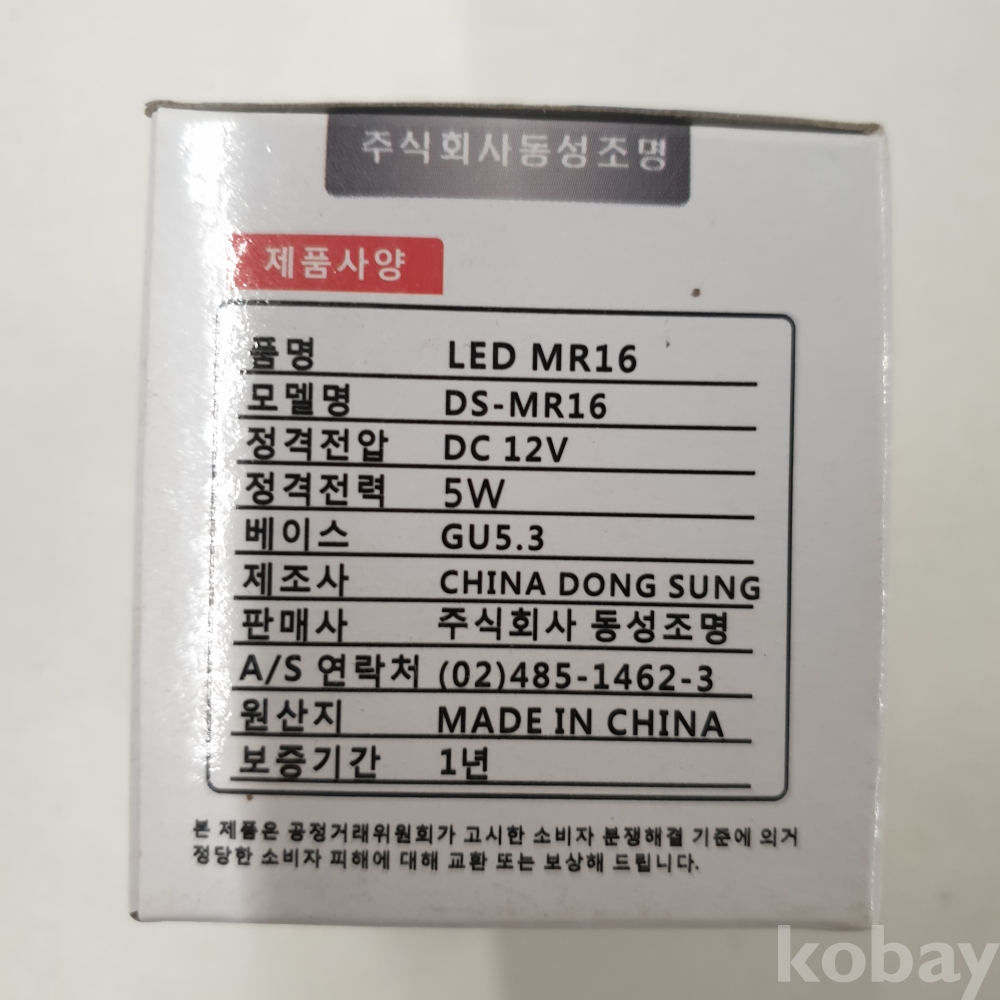 주식회사동성조명
제품사양
품명 LED MR16
모델명 DS-MR16
정격전압 DC 12V
정격전력 5W
베이스 GU5.3
제조사 CHINA DONG SUNG
판매사 주식회사 동성조명
A/S 연락처 (02)485-1462-3
원산지 MADE IN CHINA
보증기간 1년
본 제품은 공정거래위원회가 고시한 소비자 분쟁해결 기준에 의거
정당한 소비자 피해에 대해 교환 또는 보상해 드립니다.
kobay